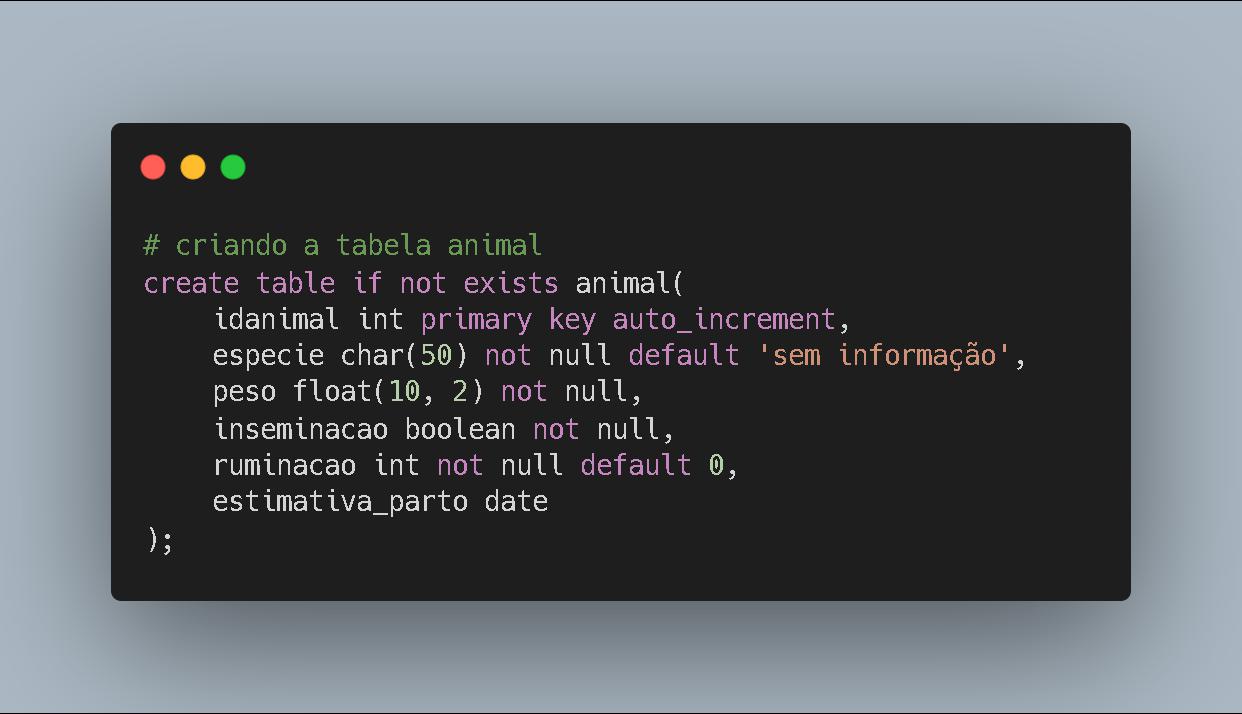 # criando a tabela animal
create table if not exists animal(
    idanimal int primary key auto_increment,
    especie char(50) not null default 'sem informação',
    peso float(10, 2) not null,
    inseminacao boolean not null,
    ruminacao int not null default 0,
    estimativa_parto date
);